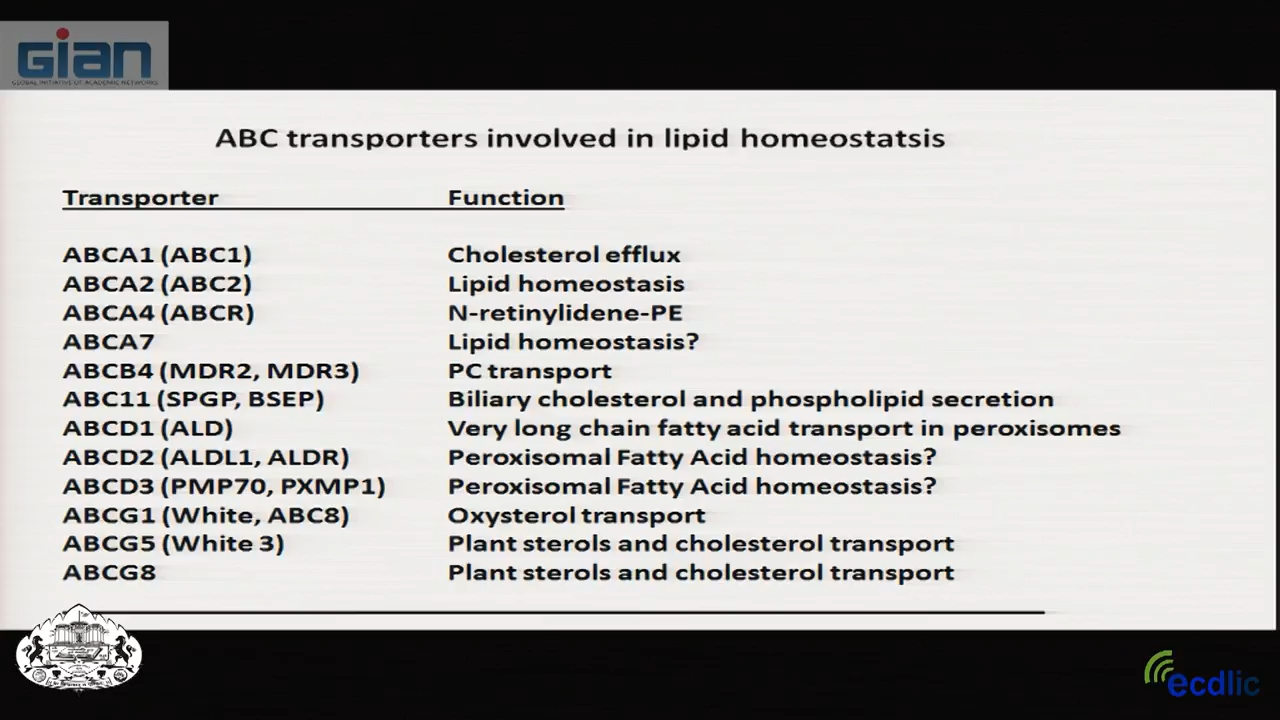 GIAN
GLOBAL INITIATIVE OF ACADEMIC NETWORKS
ABC transporters involved in lipid homeostatsis
Transporter Function
ABCA1 (ABC1) Cholesterol efflux
ABCA2 (ABC2) Lipid homeostasis
ABCA4 (ABCR) N-retinylidene-PE
ABCA7 Lipid homeostasis?
ABCB4 (MDR2, MDR3) PC transport
ABC11 (SPGP, BSEP) Biliary cholesterol and phospholipid secretion
ABCD1 (ALD) Very long chain fatty acid transport in peroxisomes
ABCD2 (ALDL1, ALDR) Peroxisomal Fatty Acid homeostasis?
ABCD3 (PMP70, PXMP1) Peroxisomal Fatty Acid homeostasis?
ABCG1 (White, ABC8) Oxysterol transport
ABCG5 (White 3) Plant sterols and cholesterol transport
ABCG8 Plant sterols and cholesterol transport
ecdlic